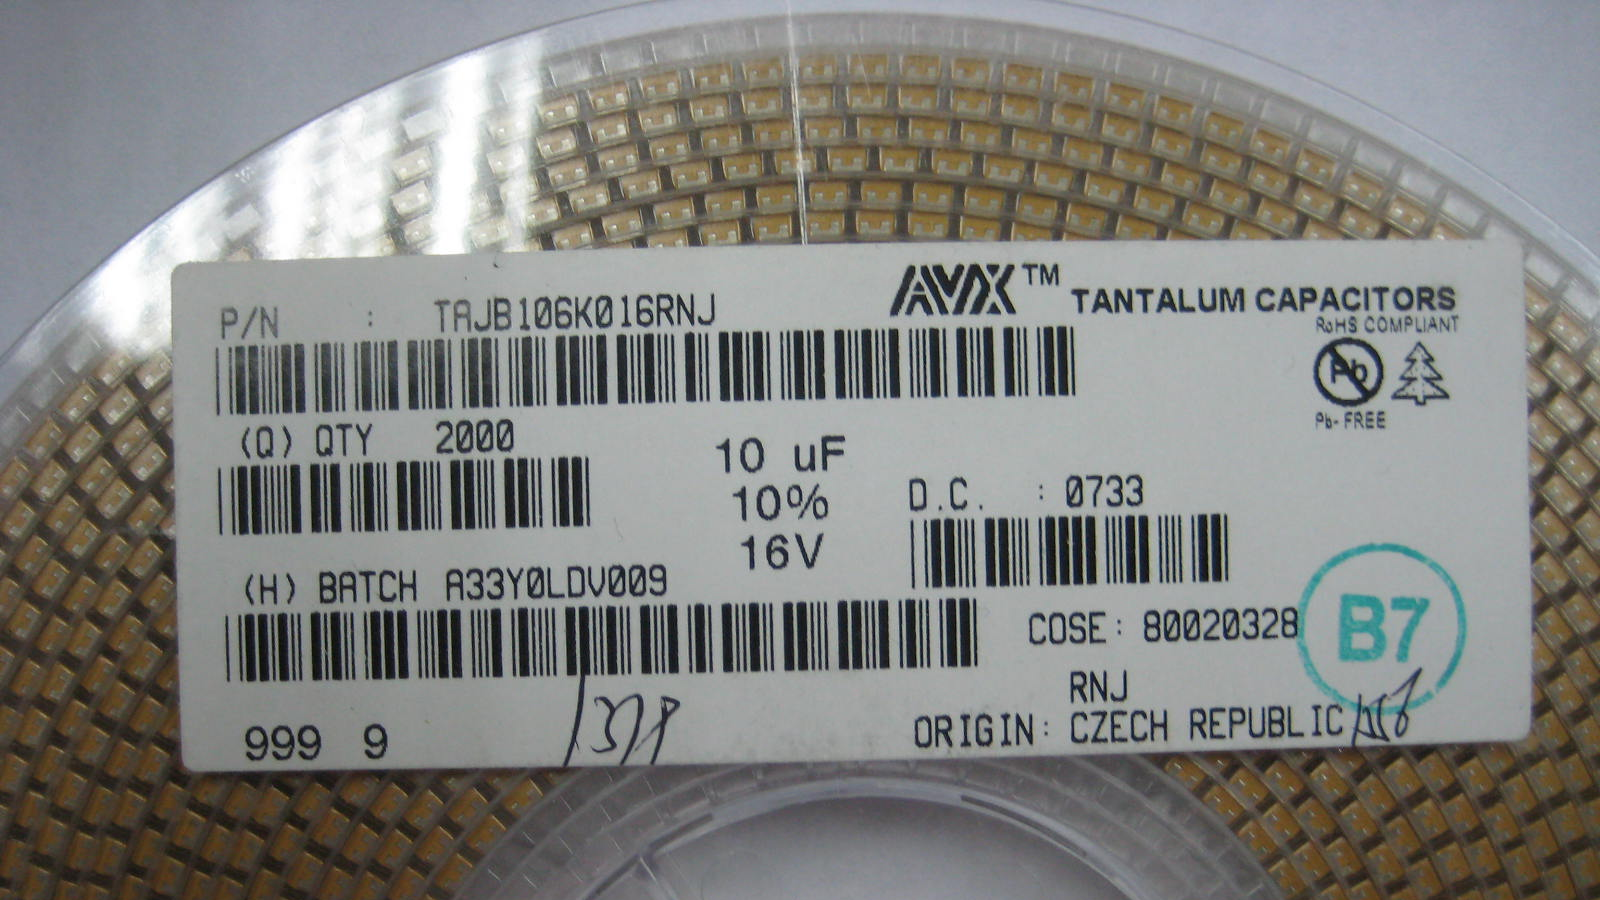 P/N : TAJB106K016RNJ
AVX™ TANTALUM CAPACITORS
RoHS COMPLIANT
Pb
Pb-FREE
(Q) QTY 2000
10 uF
10%
16V
D.C. : 0733
(H) BATCH A33Y0LDV009
COSE: 80020328
B7
RNJ
ORIGIN: CZECH REPUBLIC
999 9